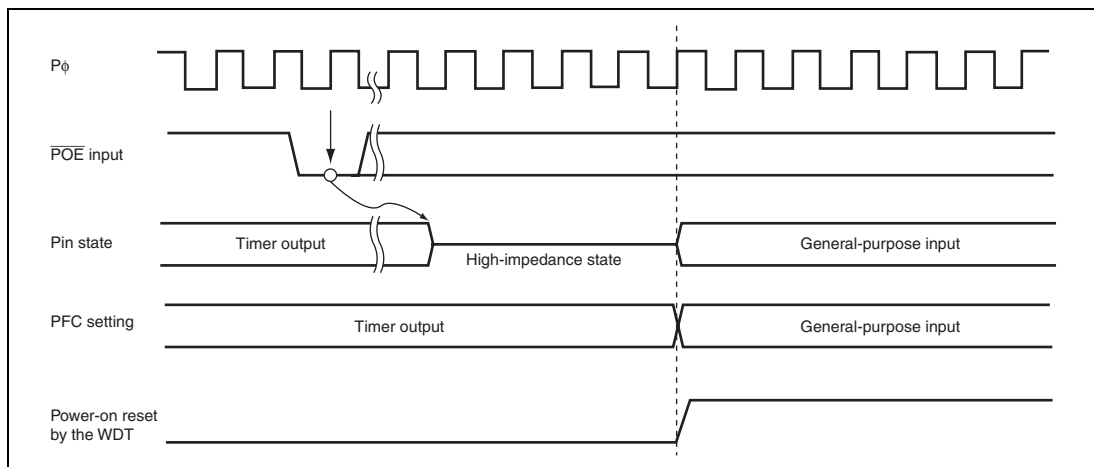 Pϕ
POE input
Pin state
Timer output
High-impedance state
General-purpose input
PFC setting
Timer output
General-purpose input
Power-on reset
by the WDT